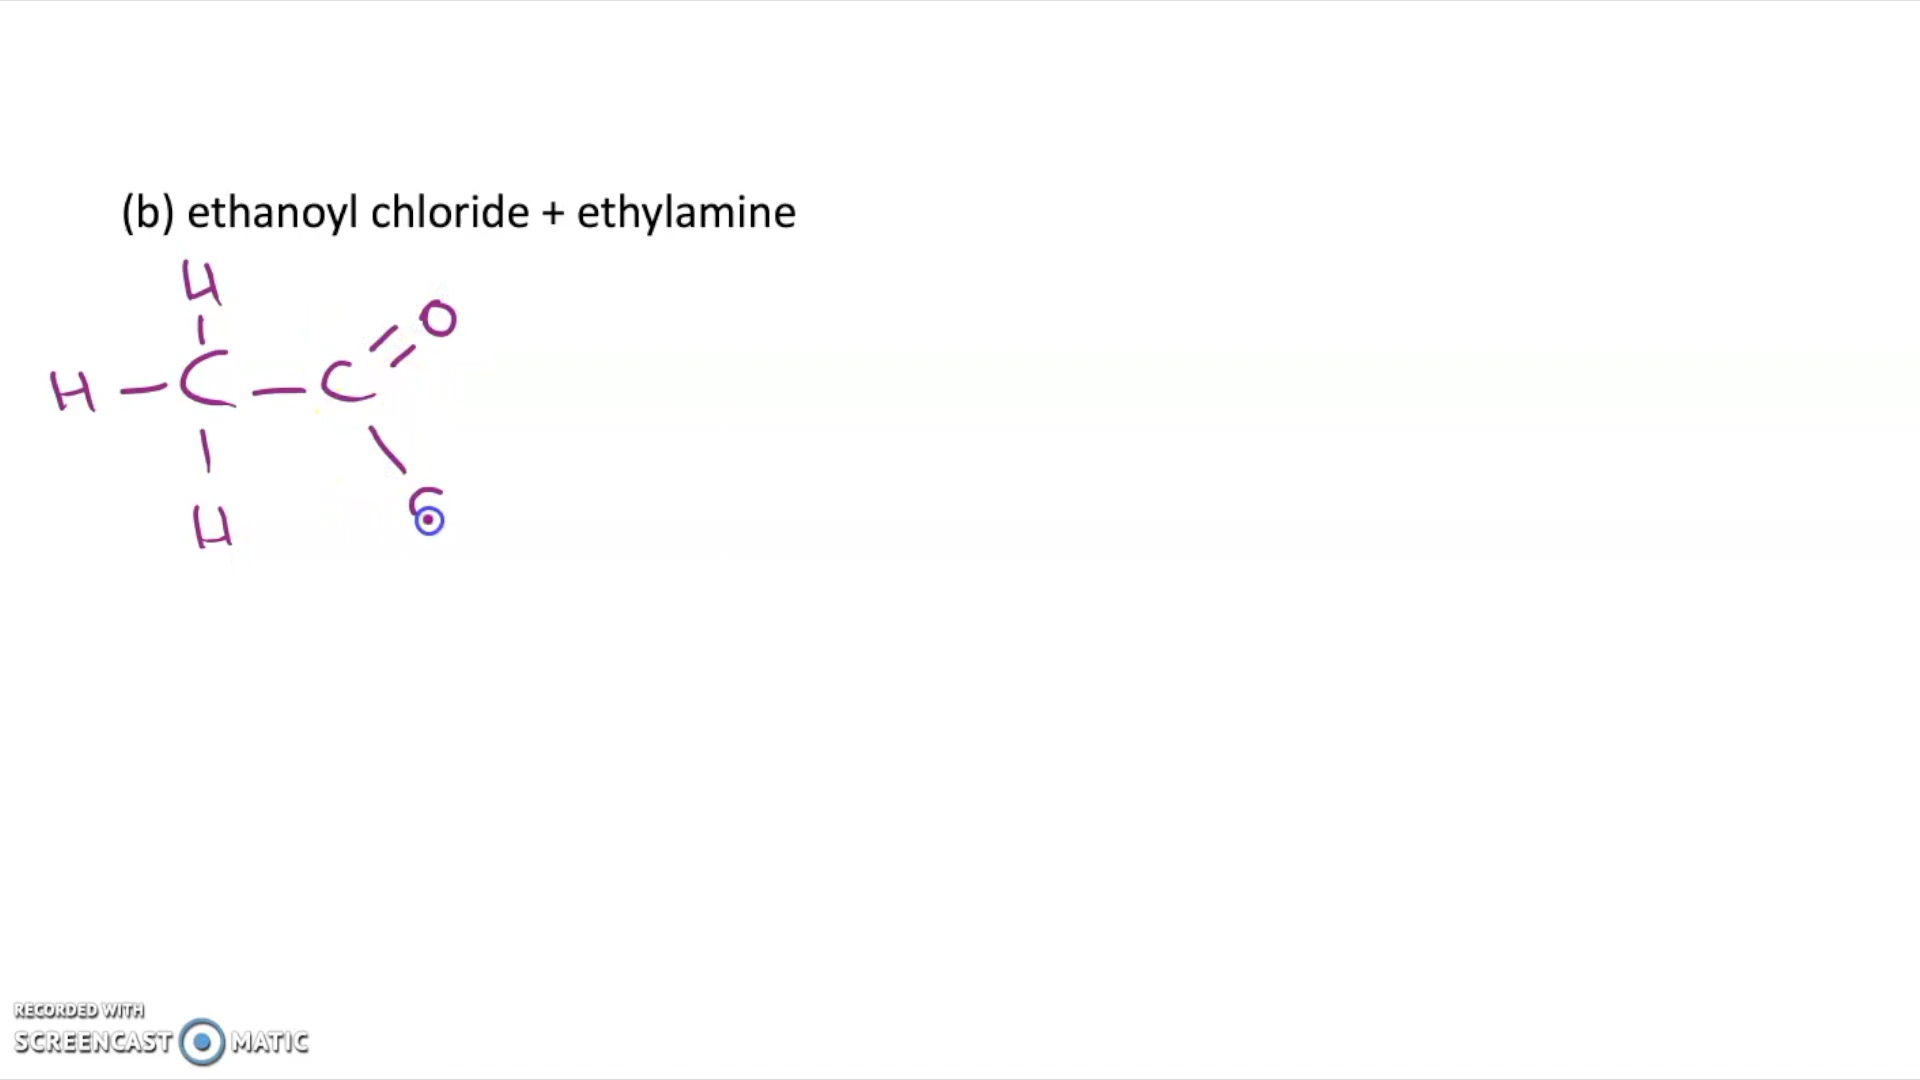 (b) ethanoyl chloride + ethylamine
H
O
H – C – C
H
RECORDED WITH
SCREENCAST MATIC